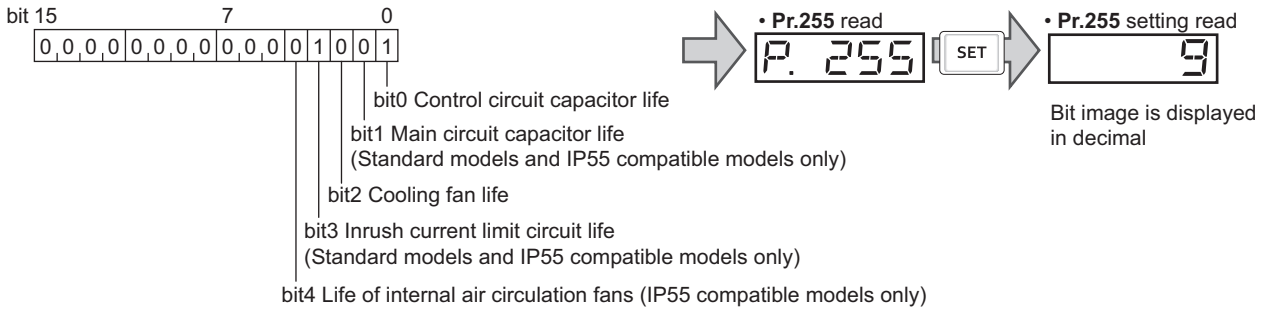 bit 15 7 0
0 0 0 0 0 0 0 0 0 0 0 0 1 0 0 1
bit0 Control circuit capacitor life
bit1 Main circuit capacitor life
(Standard models and IP55 compatible models only)
bit2 Cooling fan life
bit3 Inrush current limit circuit life
(Standard models and IP55 compatible models only)
bit4 Life of internal air circulation fans (IP55 compatible models only)
• Pr.255 read
P. 255
SET
• Pr.255 setting read
9
Bit image is displayed
in decimal